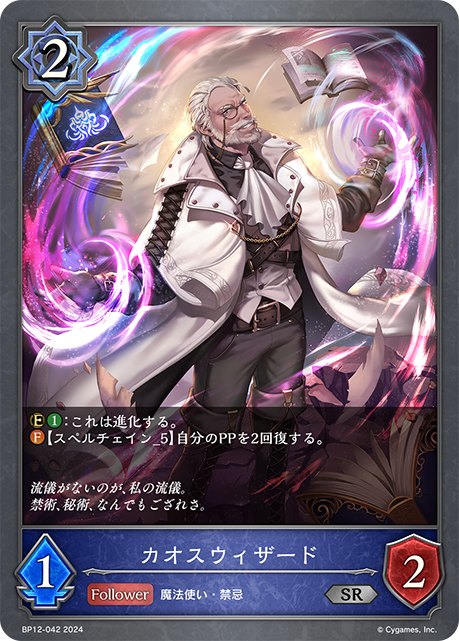 2
E 1：これは進化する。
F【スペルチェイン_5】自分のPPを2回復する。
流儀がないのが、私の流儀。
禁術、秘術、なんでもござれさ。
カオスウィザード
1
Follower 魔法使い・禁忌
SR
2
BP12-042 2024
© Cygames, Inc.